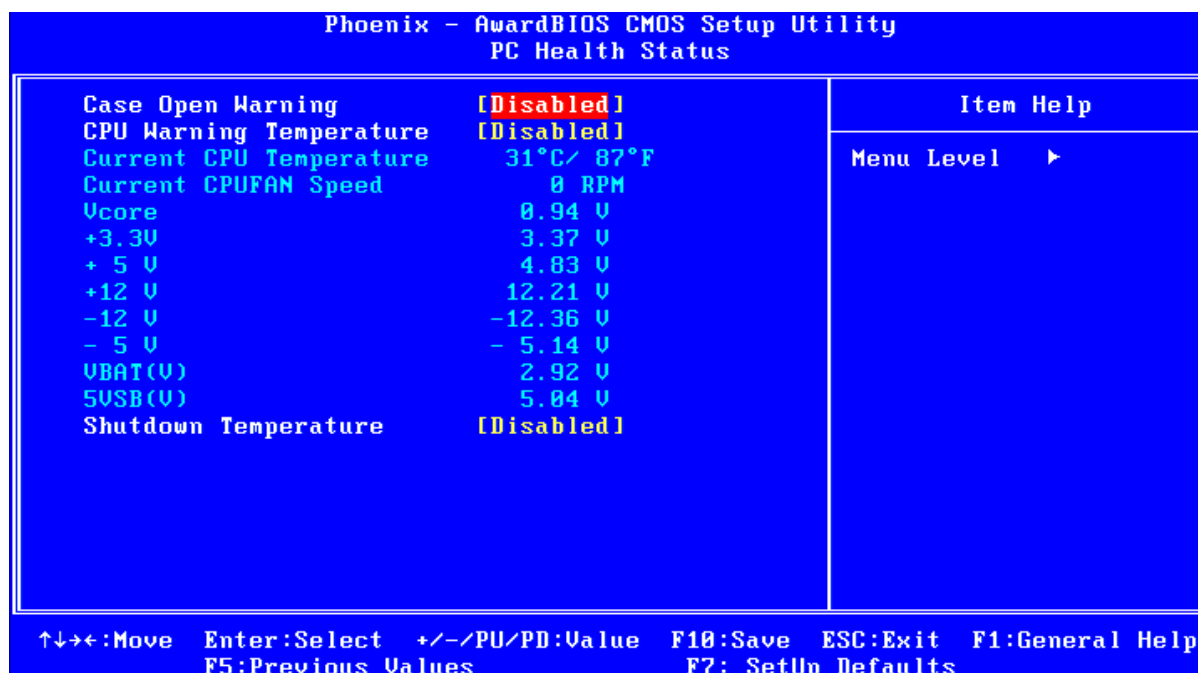 Phoenix - AwardBIOS CMOS Setup Utility
PC Health Status
Case Open Warning [Disabled]
CPU Warning Temperature [Disabled]
Current CPU Temperature 31°C/ 87°F
Current CPUFAN Speed 0 RPM
Vcore 0.94 V
+3.3V 3.37 V
+ 5 V 4.83 V
+12 V 12.21 V
-12 V -12.36 V
- 5 V - 5.14 V
VBAT(V) 2.92 V
5VSB(V) 5.04 V
Shutdown Temperature [Disabled]
Item Help
Menu Level ►
↑↓→←:Move Enter:Select +/-/PU/PD:Value F10:Save ESC:Exit F1:General Help
F5:Previous Values F7: SetUp Defaults